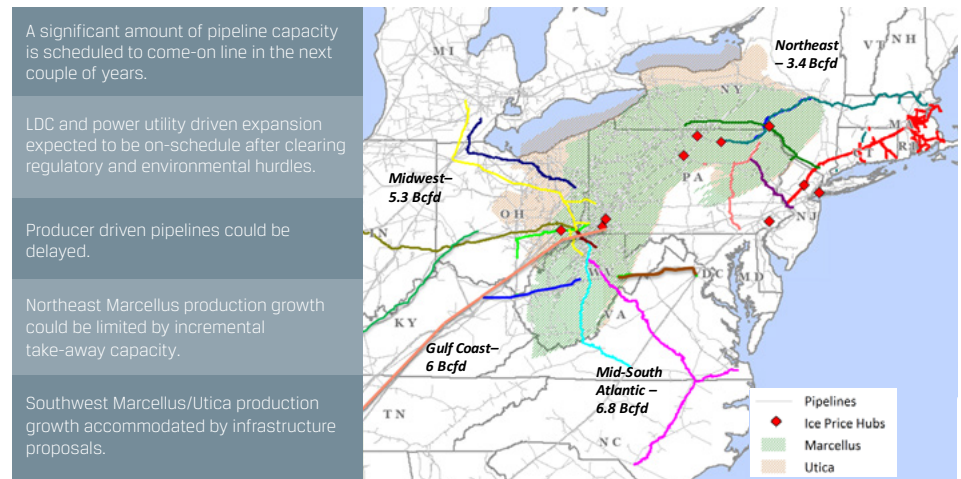 A significant amount of pipeline capacity
is scheduled to come-on line in the next
couple of years.
LDC and power utility driven expansion
expected to be on-schedule after clearing
regulatory and environmental hurdles.
Producer driven pipelines could be
delayed.
Northeast Marcellus production growth
could be limited by incremental
take-away capacity.
Southwest Marcellus/Utica production
growth accommodated by infrastructure
proposals.
MI
Northeast
– 3.4 Bcfd
VT
NH
NY
MA
CT
RI
Midwest–
5.3 Bcfd
PA
OH
NJ
IN
WV
DC
MD
VA
KY
Gulf Coast–
6 Bcfd
Mid-South
Atlantic –
6.8 Bcfd
TN
NC
Pipelines
Ice Price Hubs
Marcellus
Utica